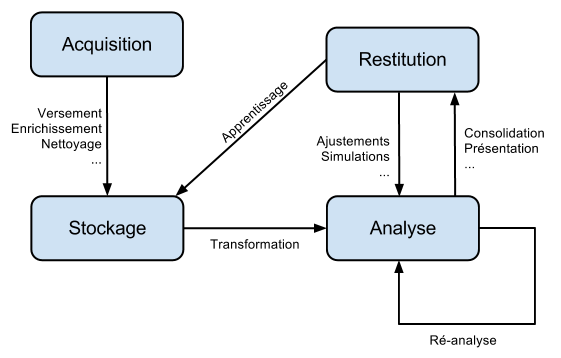 Acquisition
Restitution
Versement
Enrichissement
Nettoyage
...
Apprentissage
Ajustements
Simulations
...
Consolidation
Présentation
...
Stockage
Transformation
Analyse
Ré-analyse